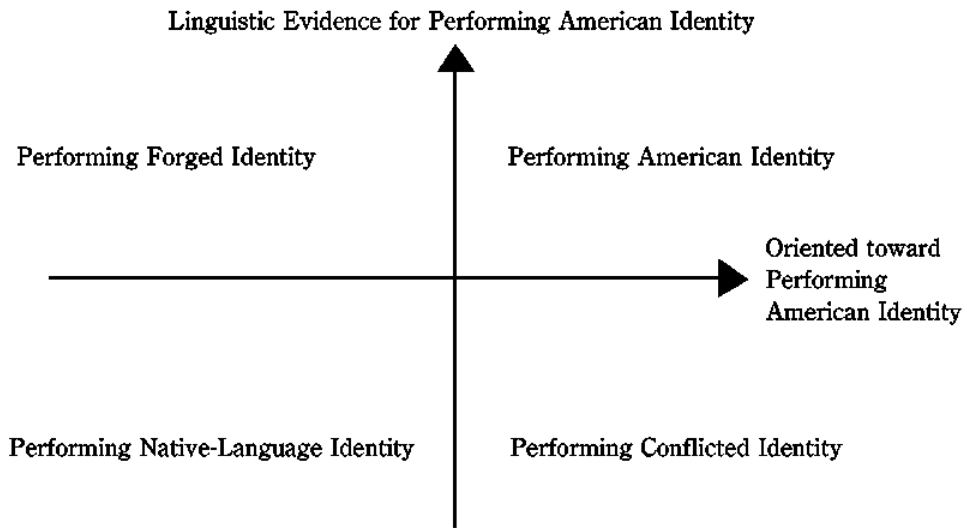 Linguistic Evidence for Performing American Identity
Performing Forged Identity
Performing American Identity
Oriented toward
Performing
American Identity
Performing Native-Language Identity
Performing Conflicted Identity